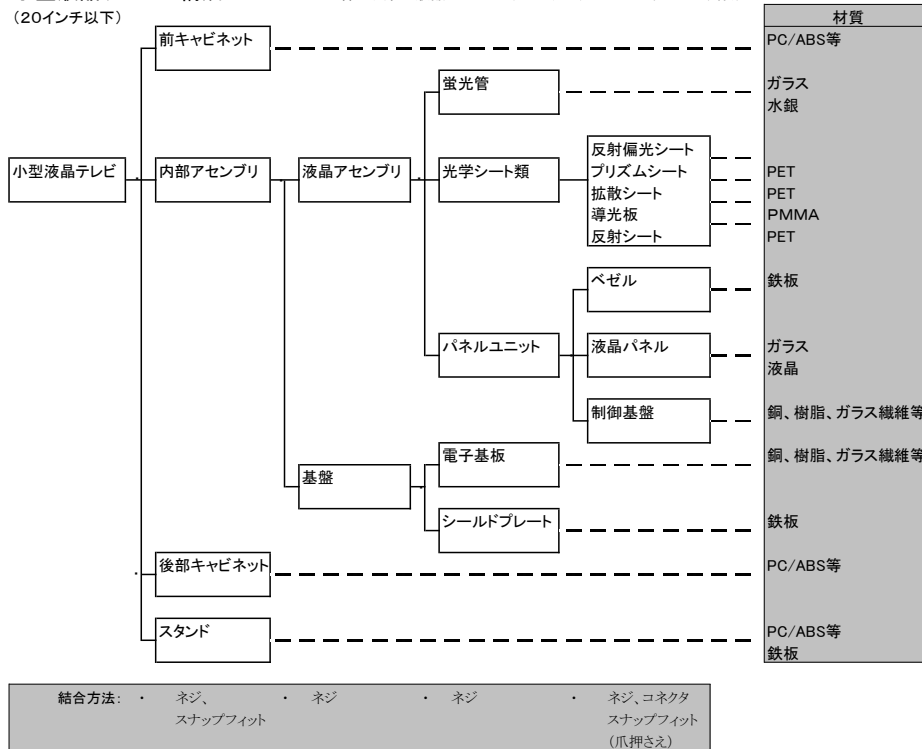 （20インチ以下）
材質
前キャビネット
PC/ABS等
蛍光管
ガラス
水銀
小型液晶テレビ
内部アセンブリ
液晶アセンブリ
光学シート類
反射偏光シート
プリズムシート
PET
拡散シート
PET
導光板
PMMA
反射シート
PET
ベゼル
鉄板
パネルユニット
液晶パネル
ガラス
液晶
制御基盤
銅、樹脂、ガラス繊維等
基盤
電子基板
銅、樹脂、ガラス繊維等
シールドプレート
鉄板
後部キャビネット
PC/ABS等
スタンド
PC/ABS等
鉄板
結合方法： ・ ネジ、 ・ ネジ ・ ネジ ・ ネジ、コネクタ
スナップフィット スナップフィット
（爪押さえ）